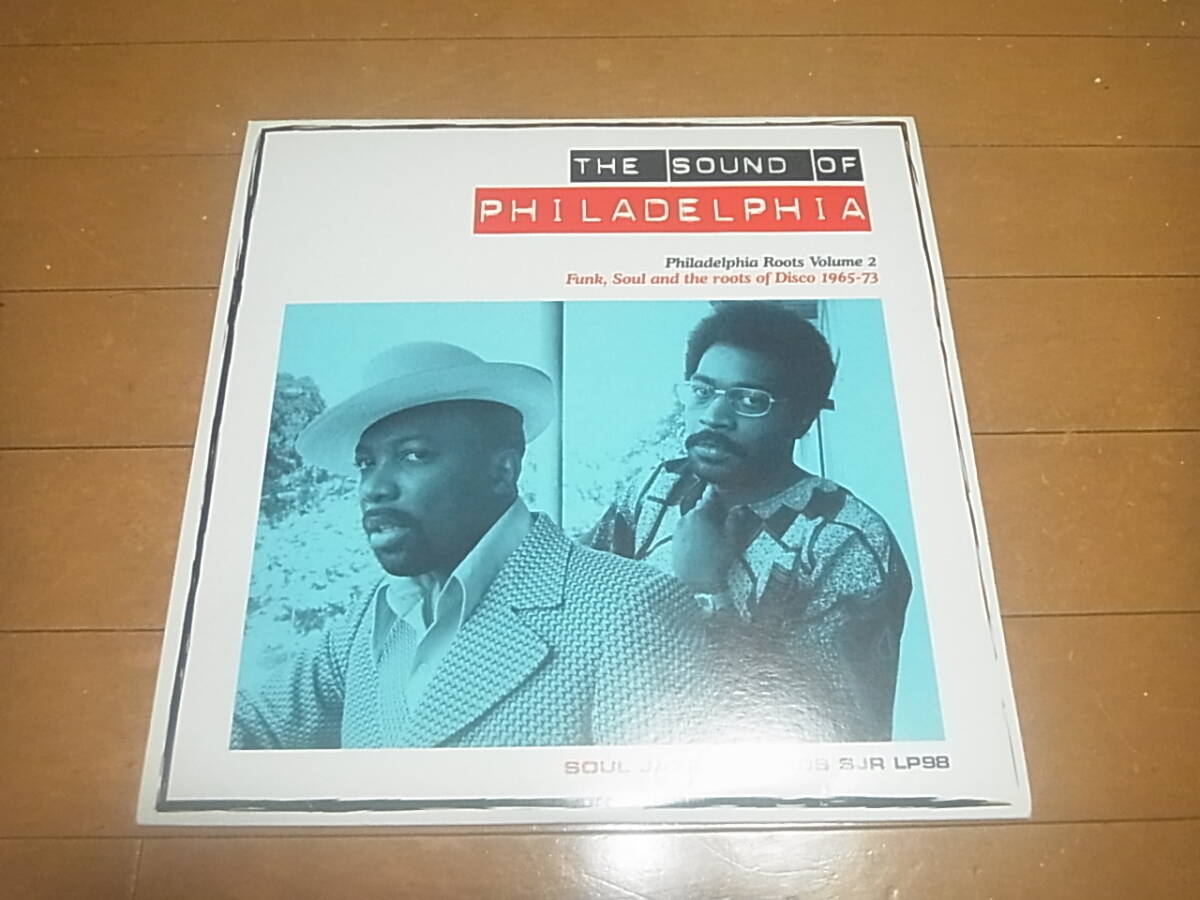 THE SOUND OF
PHILADELPHIA
Philadelphia Roots Volume 2
Funk, Soul and the roots of Disco 1965-73
SOUL SJR LP98